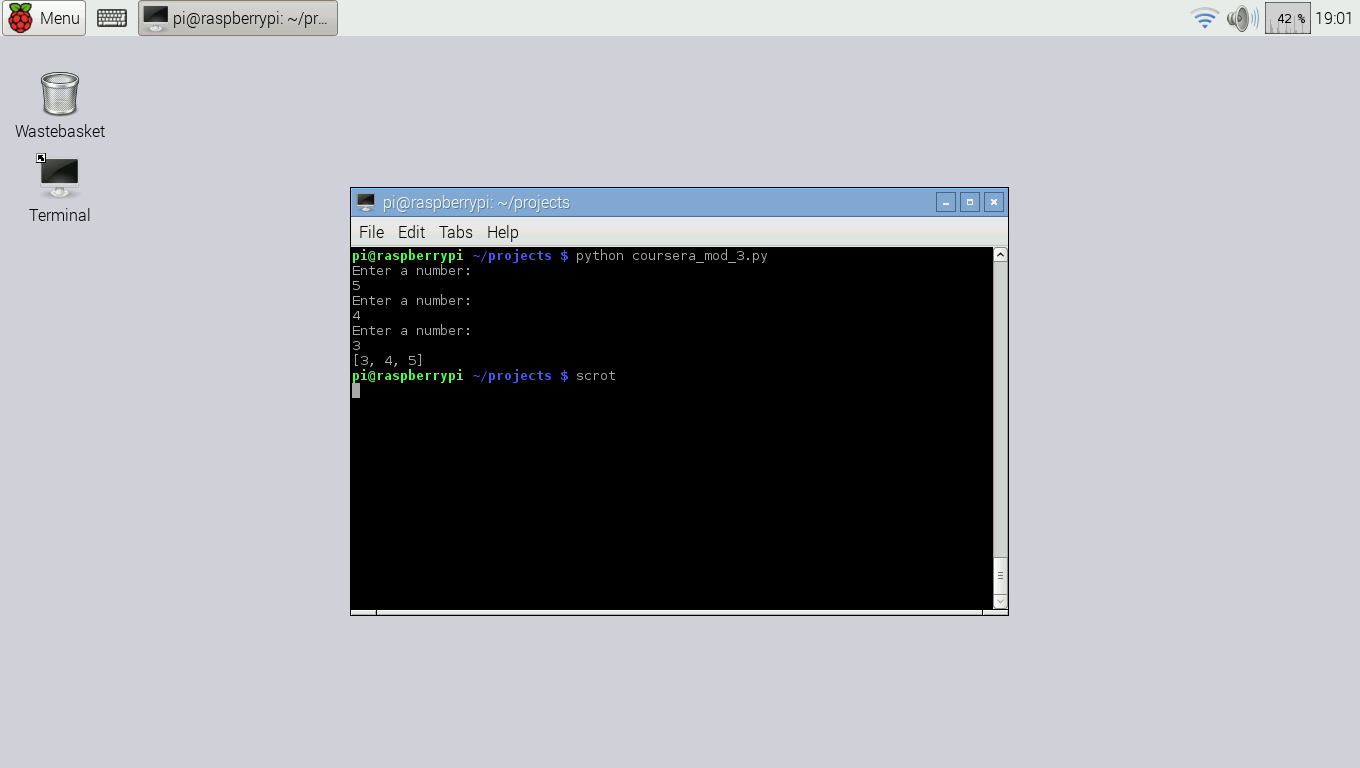 Menu
pi@raspberrypi: ~/pr...
42 %
19:01
Wastebasket
Terminal
pi@raspberrypi: ~/projects
File Edit Tabs Help
pi@raspberrypi ~/projects $ python coursera_mod_3.py
Enter a number:
5
Enter a number:
4
Enter a number:
3
[3, 4, 5]
pi@raspberrypi ~/projects $ scrot